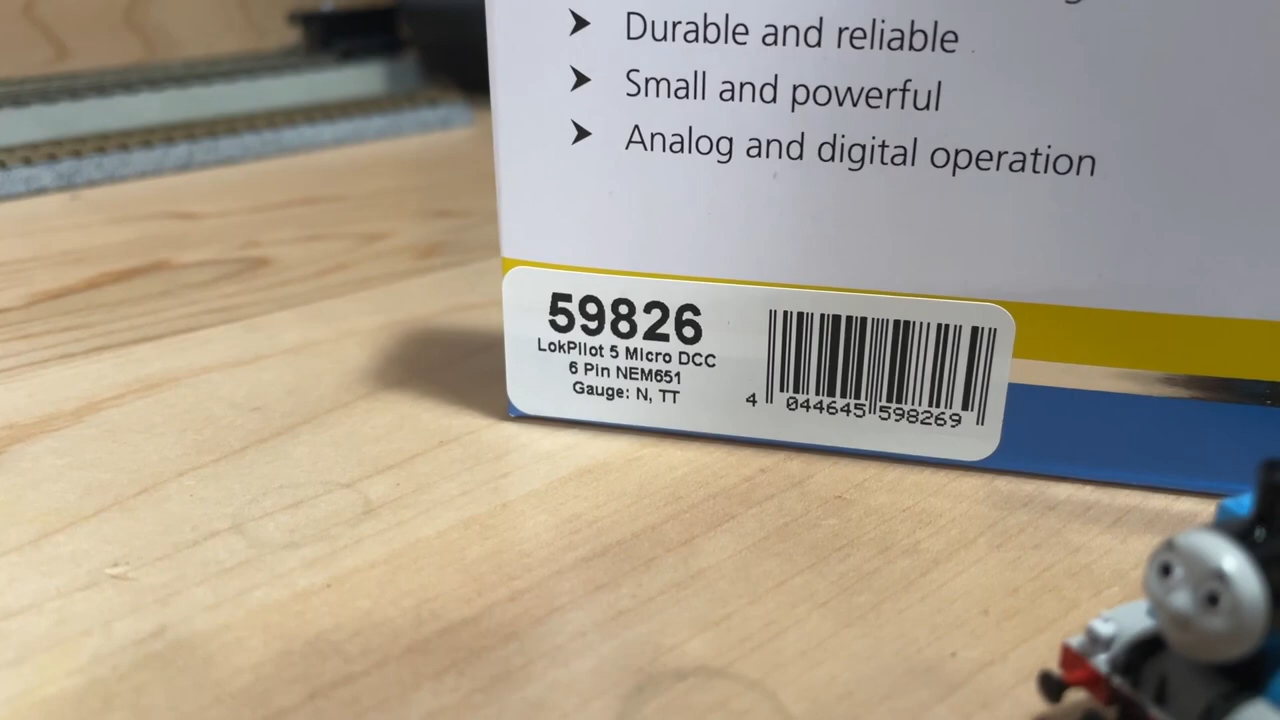 ➤ Durable and reliable
➤ Small and powerful
➤ Analog and digital operation
59826
LokPilot 5 Micro DCC
6 Pin NEM651
Gauge: N, TT
4 044645 598269